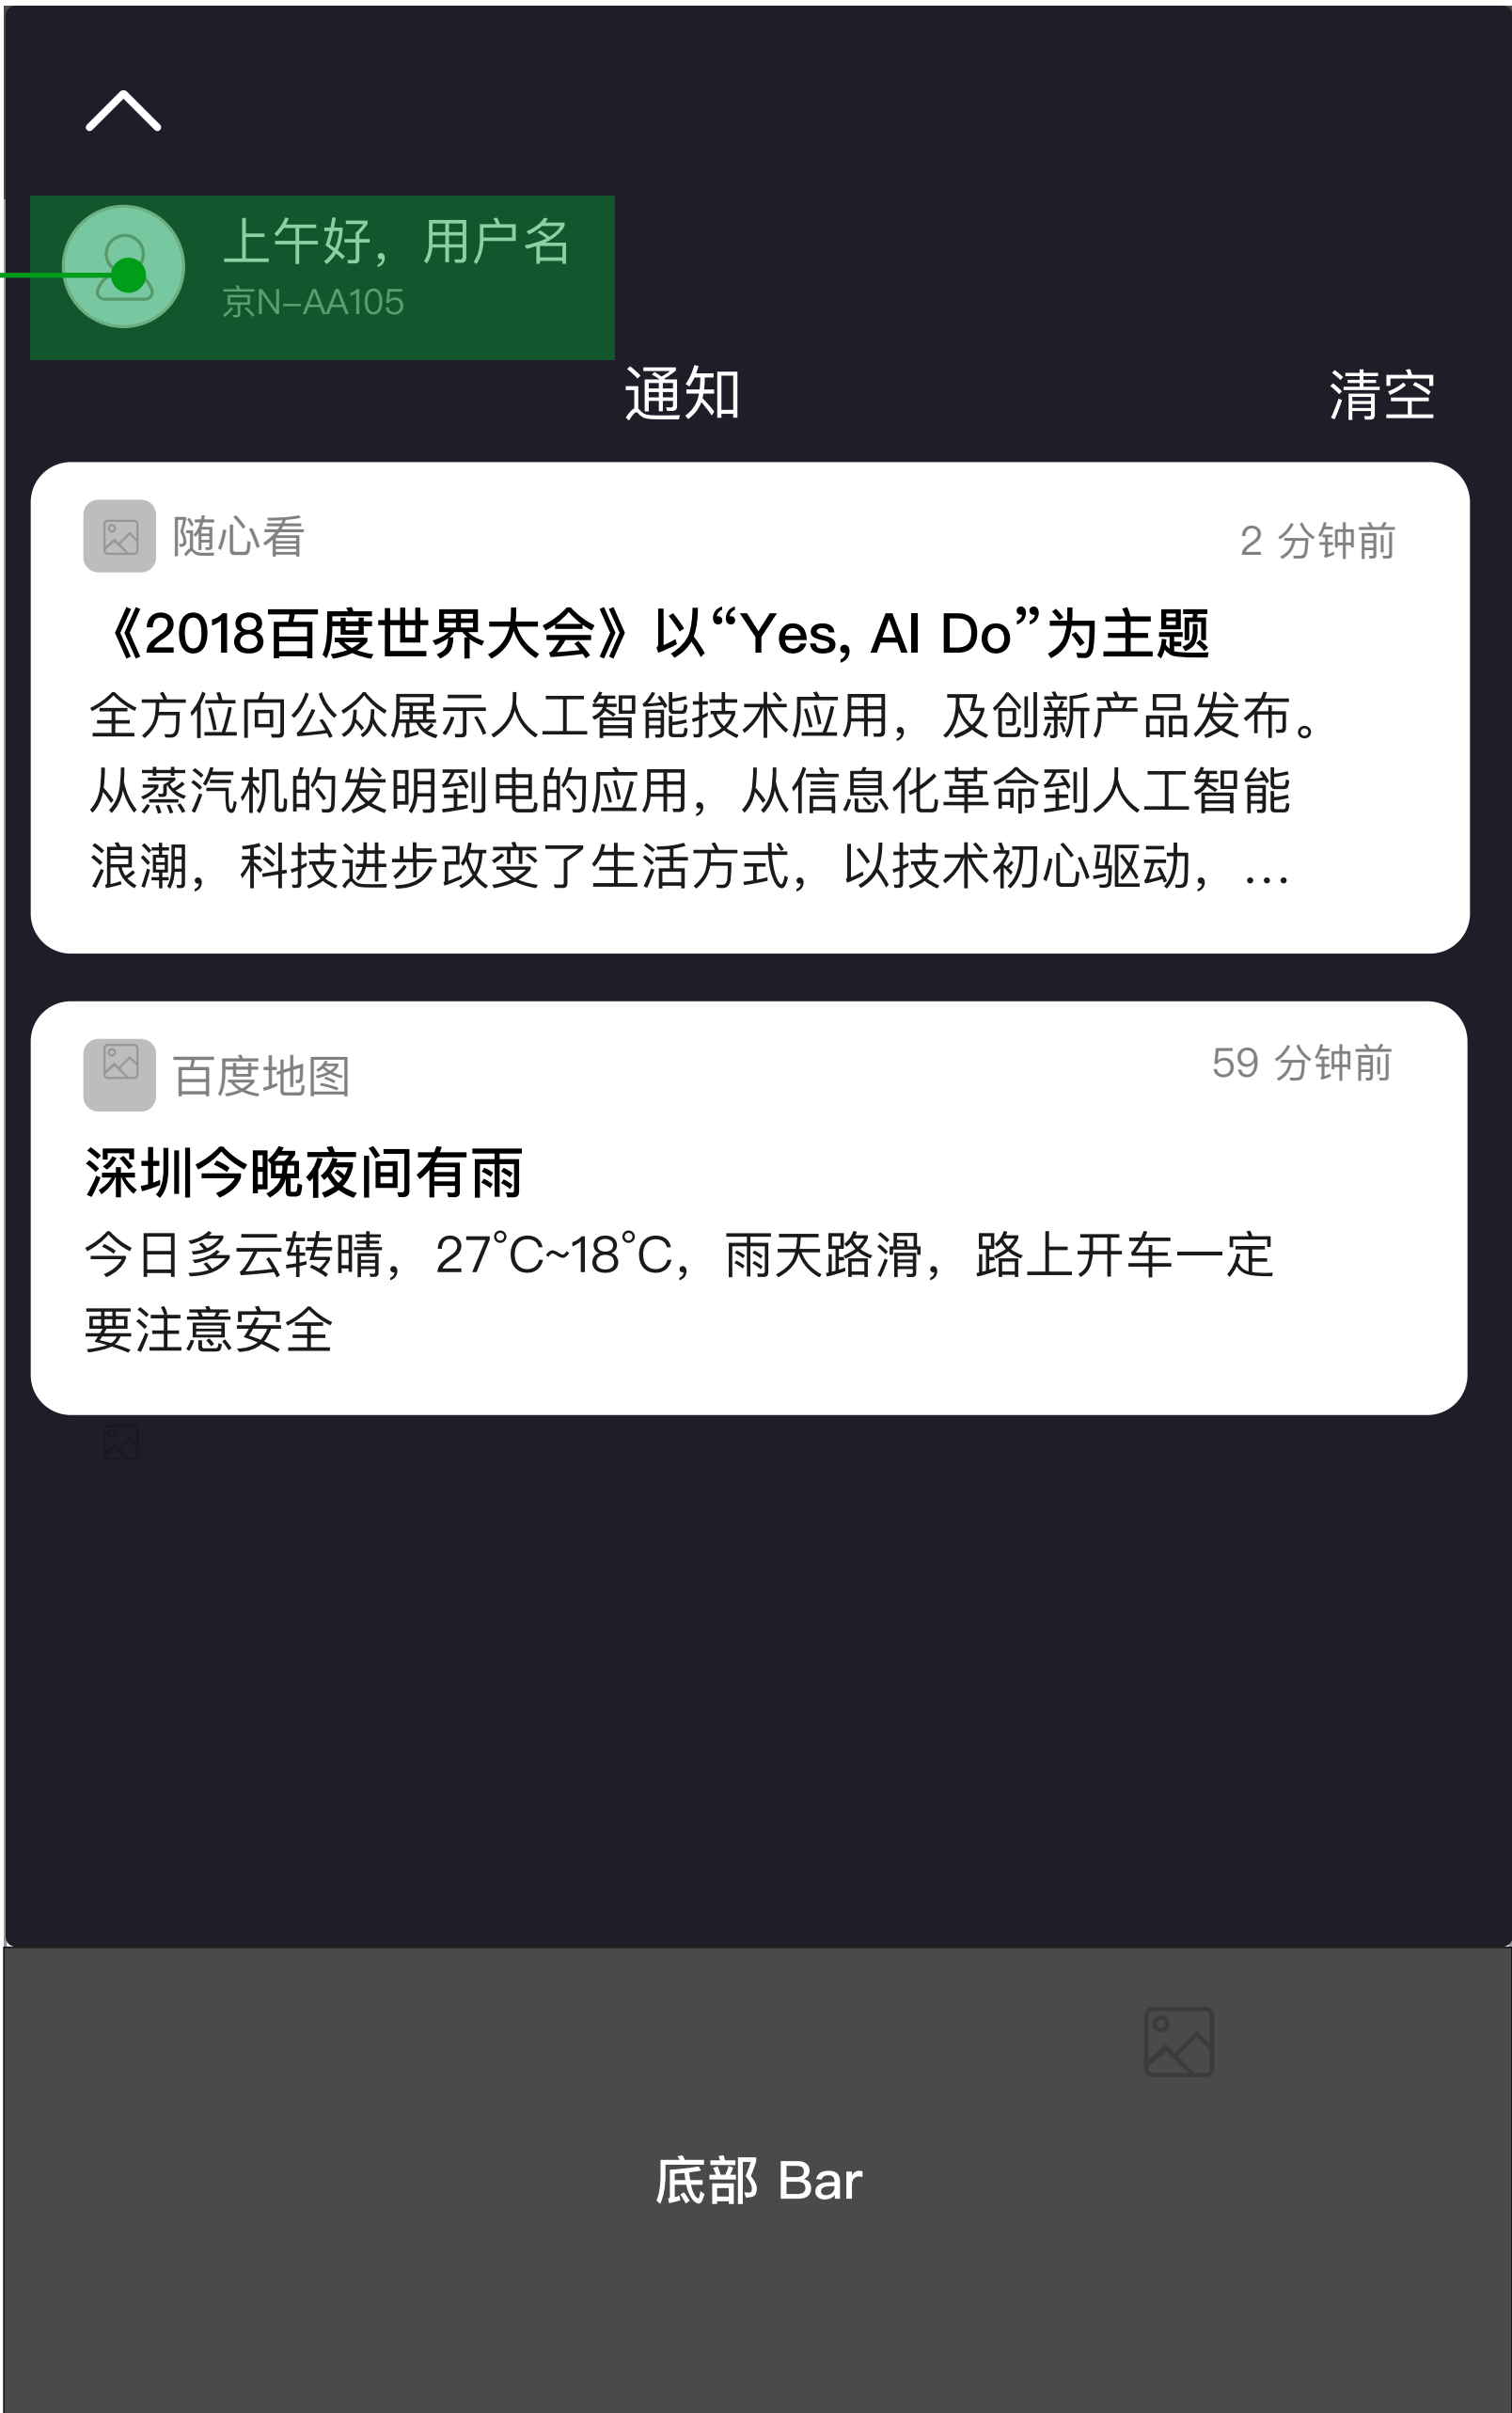 上午好，用户名
京N-AA105
通知
清空
随心看
2 分钟前
《2018百度世界大会》以“Yes, AI Do”为主题
全方位向公众展示人工智能技术应用，及创新产品发布。
从蒸汽机的发明到电的应用，从信息化革命到人工智能
浪潮，科技进步改变了生活方式，以技术初心驱动，…
百度地图
59 分钟前
深圳今晚夜间有雨
今日多云转晴，27℃~18℃，雨天路滑，路上开车一定
要注意安全
底部 Bar